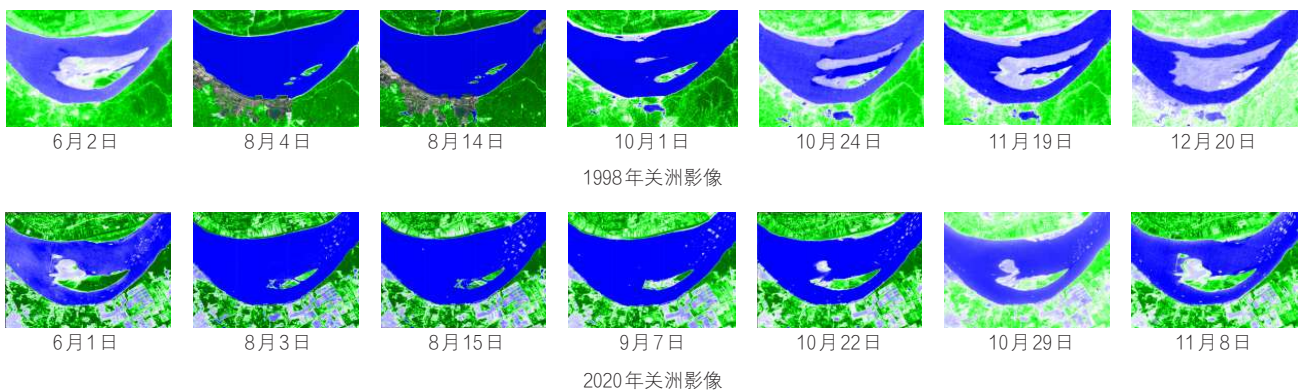 6月2日 8月4日 8月14日 10月1日 10月24日 11月19日 12月20日
1998年关洲影像
6月1日 8月3日 8月15日 9月7日 10月22日 10月29日 11月8日
2020年关洲影像